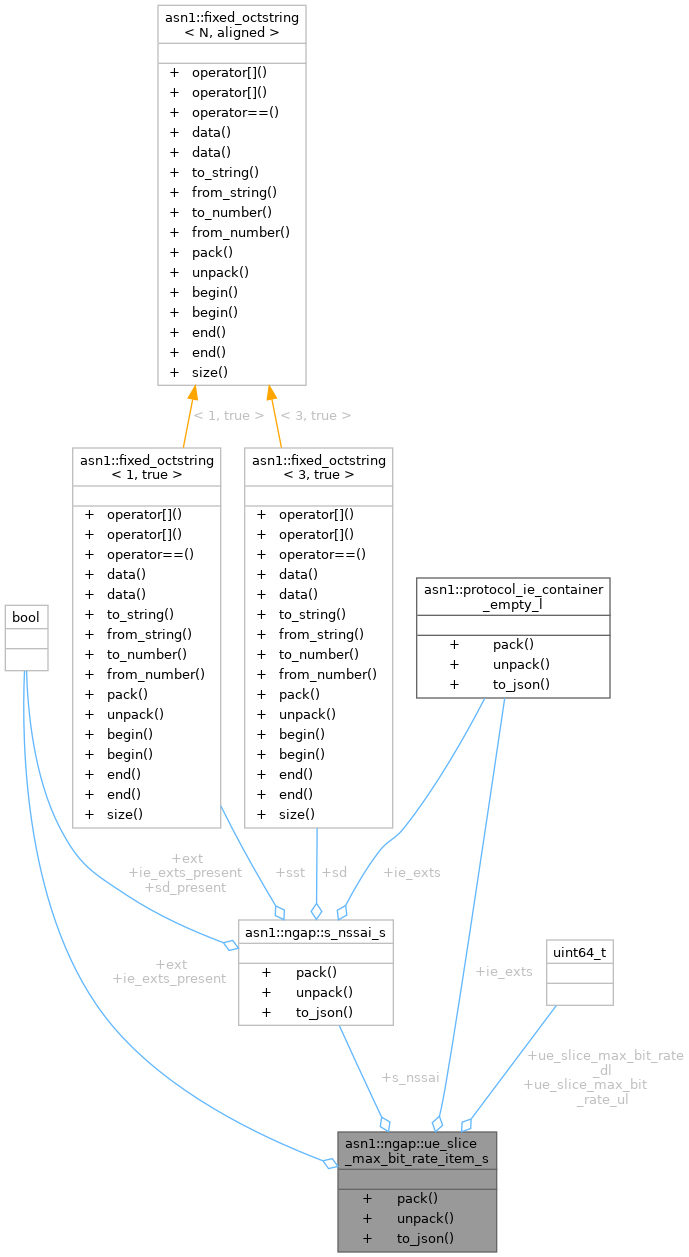 asn1::fixed_octstring
< N, aligned >
+ operator[]()
+ operator[]()
+ operator==()
+ data()
+ data()
+ to_string()
+ from_string()
+ to_number()
+ from_number()
+ pack()
+ unpack()
+ begin()
+ begin()
+ end()
+ end()
+ size()
< 1, true >
< 3, true >
asn1::fixed_octstring
< 1, true >
+ operator[]()
+ operator[]()
+ operator==()
+ data()
+ data()
+ to_string()
+ from_string()
+ to_number()
+ from_number()
+ pack()
+ unpack()
+ begin()
+ begin()
+ end()
+ end()
+ size()
asn1::fixed_octstring
< 3, true >
+ operator[]()
+ operator[]()
+ operator==()
+ data()
+ data()
+ to_string()
+ from_string()
+ to_number()
+ from_number()
+ pack()
+ unpack()
+ begin()
+ begin()
+ end()
+ end()
+ size()
asn1::protocol_ie_container
_empty_l
+ pack()
+ unpack()
+ to_json()
bool
+ext
+ie_exts_present
+sd_present
+sst
+sd
+ie_exts
asn1::ngap::s_nssai_s
+ pack()
+ unpack()
+ to_json()
uint64_t
+ext
+ie_exts_present
+s_nssai
+ie_exts
+ue_slice_max_bit_rate
_dl
+ue_slice_max_bit
_rate_ul
asn1::ngap::ue_slice
_max_bit_rate_item_s
+ pack()
+ unpack()
+ to_json()